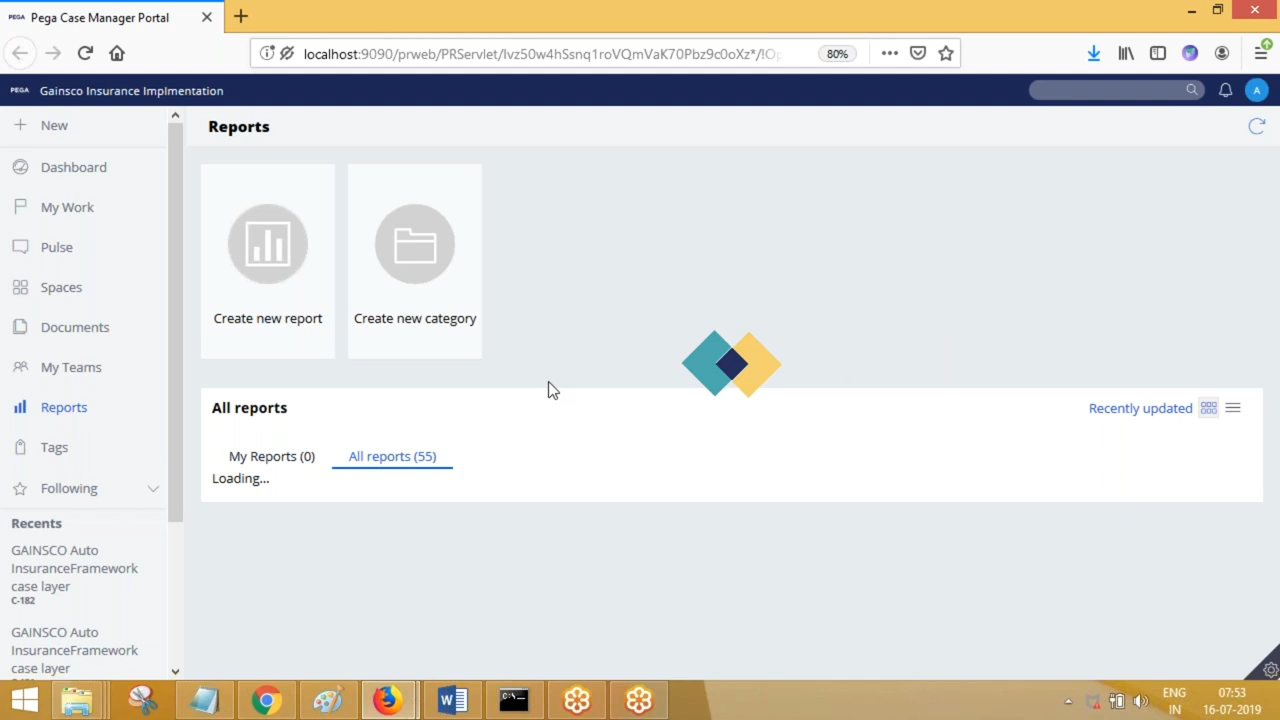 PEGA Pega Case Manager Portal
localhost:9090/prweb/PRServlet/Ivz50w4hSsnq1roVQmVaK70Pbz9c0oXz*/!Op
80%
PEGA Gainsco Insurance Implmentation
A
New
Reports
Dashboard
My Work
Pulse
Spaces
Documents
My Teams
Reports
Tags
Following
Recents
GAINSCO Auto
InsuranceFramework
case layer
C-182
GAINSCO Auto
InsuranceFramework
case layer
Create new report
Create new category
All reports
Recently updated
My Reports (0)
All reports (55)
Loading...
ENG
IN
07:53
16-07-2019